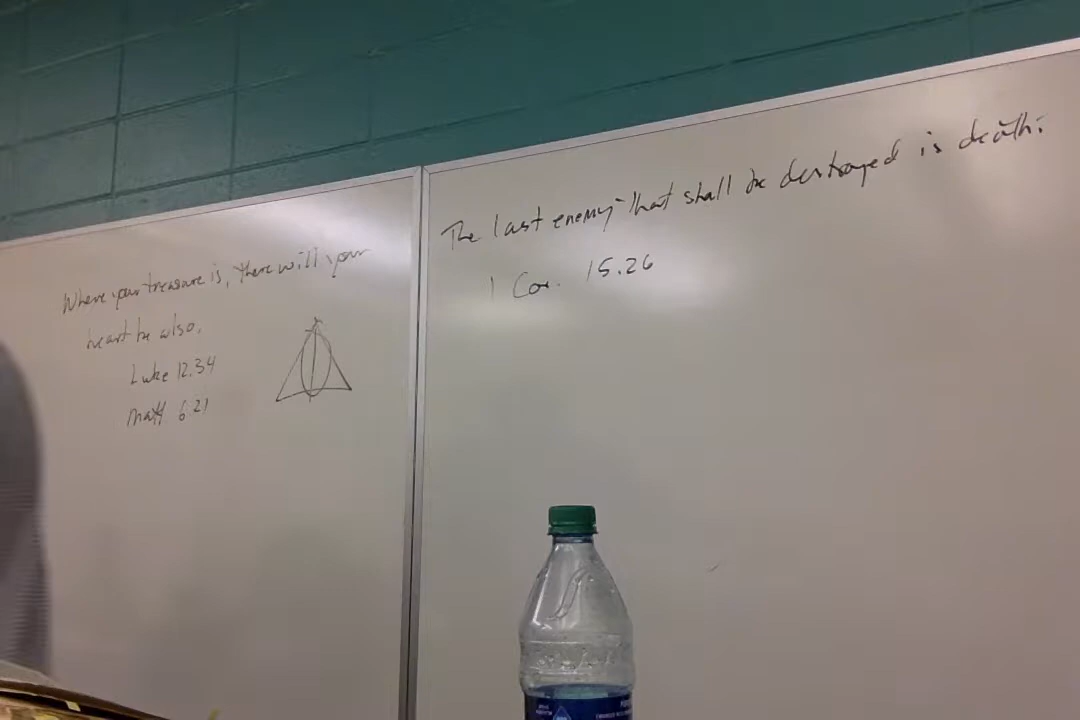 Where your treasure is, there will your
heart be also.
Luke 12.34
Matt 6.21
The last enemy that shall be destroyed is death.
1 Cor. 15.26